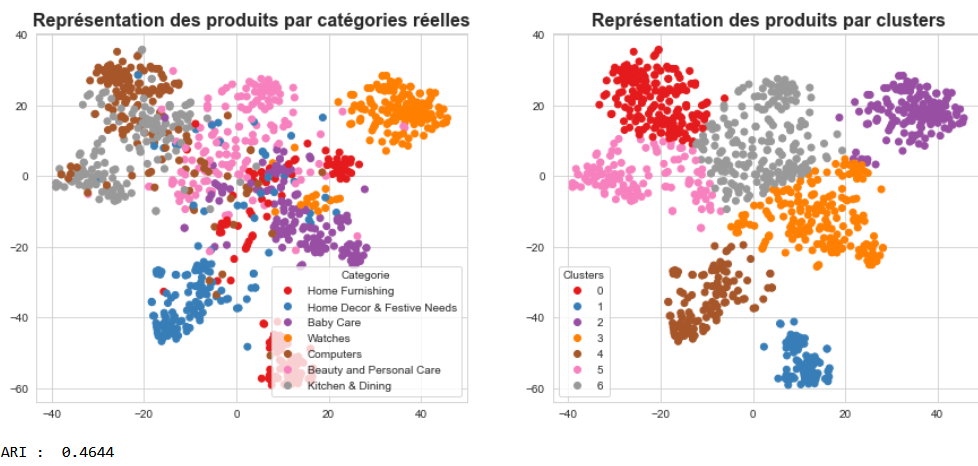 Représentation des produits par catégories réelles
40
20
0
−20
−40
−60
−40
−20
0
20
40
Categorie
Home Furnishing
Home Decor & Festive Needs
Baby Care
Watches
Computers
Beauty and Personal Care
Kitchen & Dining
Représentation des produits par clusters
40
20
0
−20
−40
−60
−40
−20
0
20
40
Clusters
0
1
2
3
4
5
6
ARI : 0.4644